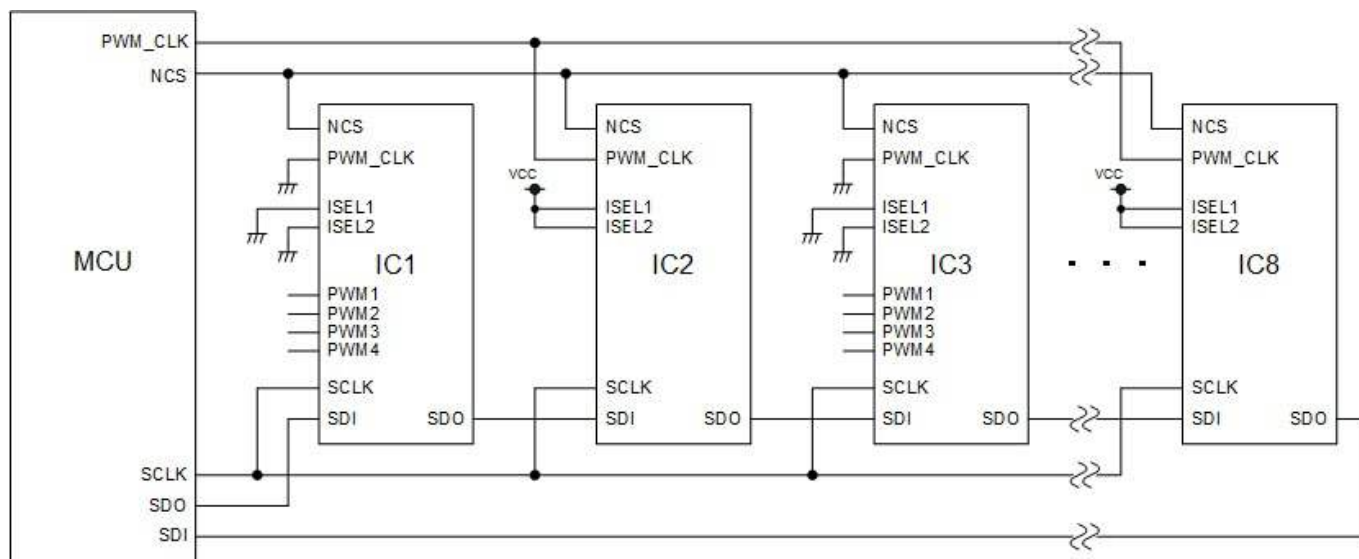 PWM_CLK
NCS
MCU
SCLK
SDO
SDI
NCS
PWM_CLK
ISEL1
ISEL2
IC1
PWM1
PWM2
PWM3
PWM4
SCLK
SDI SDO
NCS
PWM_CLK
VCC
ISEL1
ISEL2
IC2
SCLK
SDI SDO
NCS
PWM_CLK
ISEL1
ISEL2
IC3
PWM1
PWM2
PWM3
PWM4
SCLK
SDI SDO
. . .
NCS
PWM_CLK
VCC
ISEL1
ISEL2
IC8
SCLK
SDI SDO